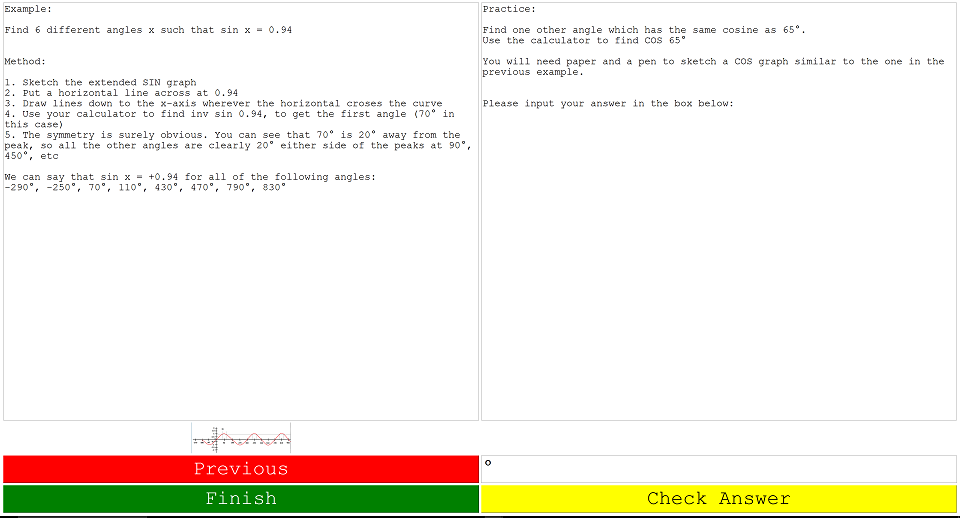 Example:
Find 6 different angles x such that sin x = 0.94
Method:
1. Sketch the extended SIN graph
2. Put a horizontal line across at 0.94
3. Draw lines down to the x-axis wherever the horizontal croses the curve
4. Use your calculator to find inv sin 0.94, to get the first angle (70° in
this case)
5. The symmetry is surely obvious. You can see that 70° is 20° away from the
peak, so all the other angles are clearly 20° either side of the peaks at 90°,
450°, etc
We can say that sin x = +0.94 for all of the following angles:
-290°, -250°, 70°, 110°, 430°, 470°, 790°, 830°
Practice:
Find one other angle which has the same cosine as 65°.
Use the calculator to find COS 65°
You will need paper and a pen to sketch a COS graph similar to the one in the
previous example.
Please input your answer in the box below:
Previous
Finish
°
Check Answer